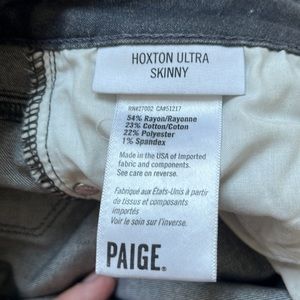 HOXTON ULTRA
SKINNY
RN#27002 CA#51217
54% Rayon/Rayonne
23% Cotton/Coton
22% Polyester
1% Spandex
Made in the USA of
Imported fabric and
components.
See care on reverse.
Fabriqué aux États-Unis à partir
de tissus et composants
importés
Voir le soin sur l'inverse.
PAIGE